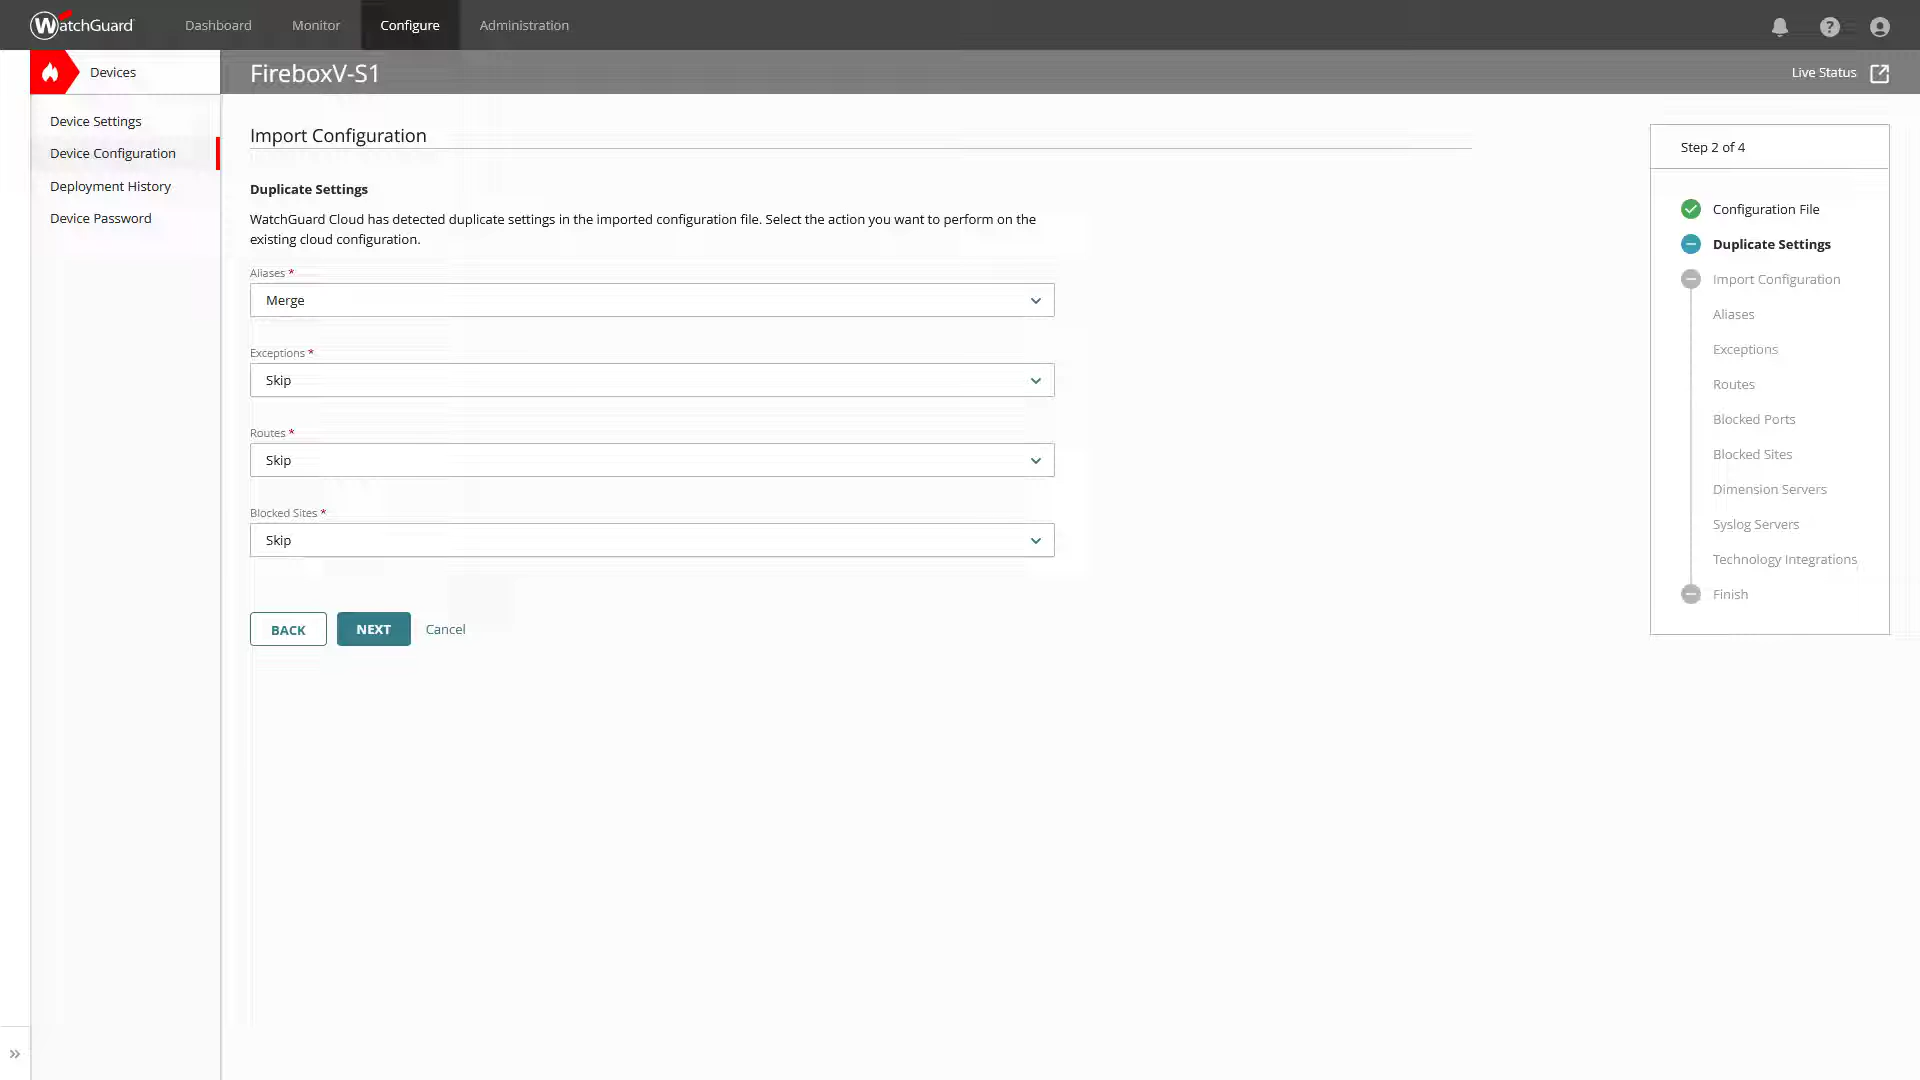 WatchGuard
Dashboard
Monitor
Configure
Administration
Devices
FireboxV-S1
Live Status
Device Settings
Device Configuration
Deployment History
Device Password
Import Configuration
Duplicate Settings
WatchGuard Cloud has detected duplicate settings in the imported configuration file. Select the action you want to perform on the
existing cloud configuration.
Aliases *
Merge
Exceptions *
Skip
Routes *
Skip
Blocked Sites *
Skip
BACK
NEXT
Cancel
Step 2 of 4
Configuration File
Duplicate Settings
Import Configuration
Aliases
Exceptions
Routes
Blocked Ports
Blocked Sites
Dimension Servers
Syslog Servers
Technology Integrations
Finish